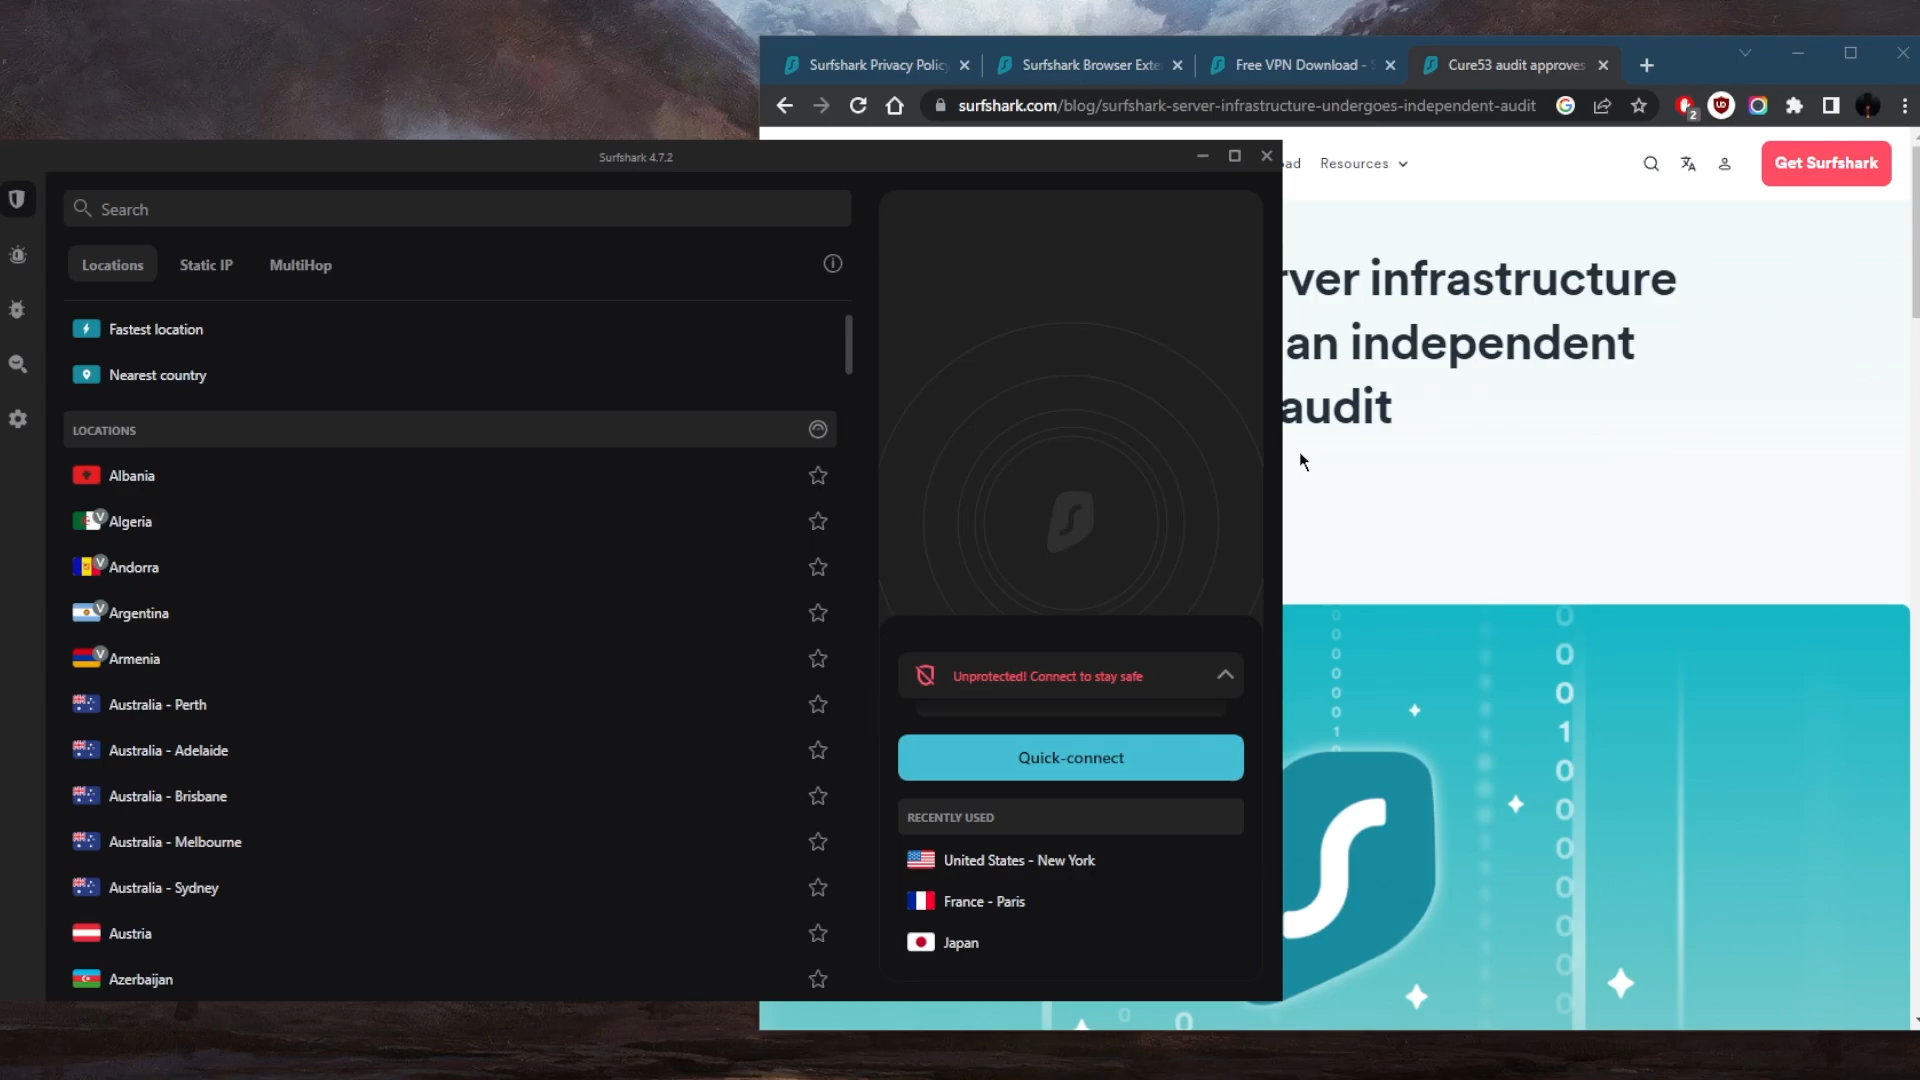 Surfshark Privacy Polic
Surfshark Browser Exte
Free VPN Download - S
Cure53 audit approves
surfshark.com/blog/surfshark-server-infrastructure-undergoes-independent-audit
2
Surfshark 4.7.2
ad
Resources
Get Surfshark
Search
Locations
Static IP
MultiHop
rver infrastructure
an independent
audit
Fastest location
Nearest country
LOCATIONS
Albania
V
Algeria
V
Andorra
V
Argentina
V
Armenia
Australia - Perth
Australia - Adelaide
Australia - Brisbane
Australia - Melbourne
Australia - Sydney
Austria
Azerbaijan
Unprotected! Connect to stay safe
Quick-connect
RECENTLY USED
United States - New York
France - Paris
Japan